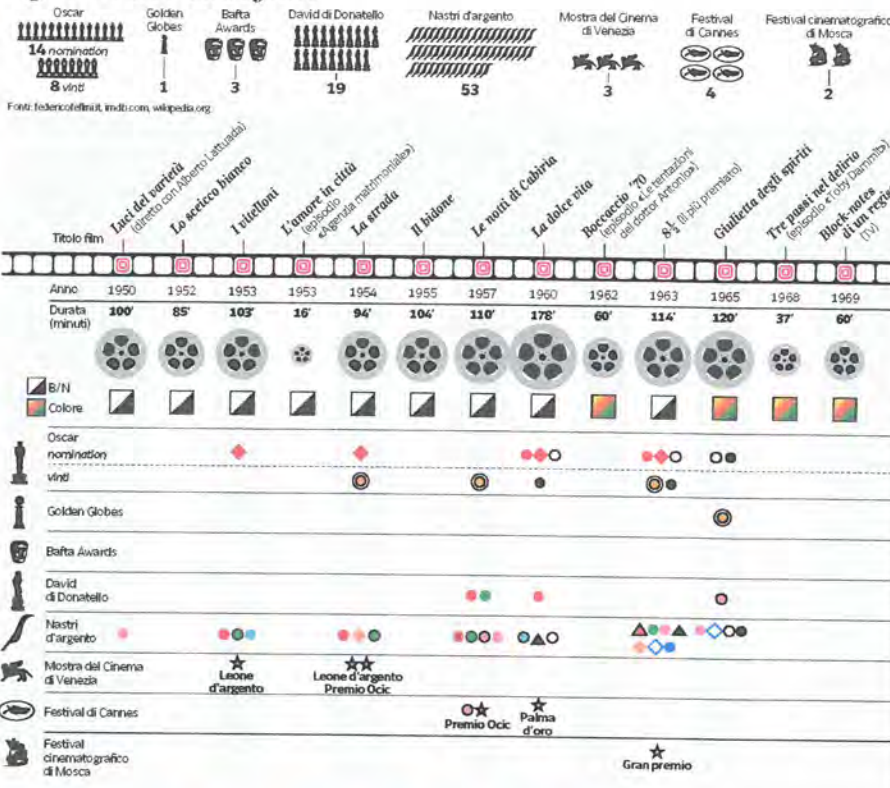 Oscar
14 nomination
8 vinti
Golden
Globes
1
Bafta
Awards
3
David di Donatello
19
Nastri d'argento
53
Mostra del Cinema
di Venezia
3
Festival
di Cannes
4
Festival cinematografico
di Mosca
2
Fonti: federicofellini.it, imdb.com, wikipedia.org
Titolo film
Luci del varietà
(diretto con Alberto Lattuada)
Lo sceicco bianco
I vitelloni
L'amore in città
(episodio
«Agenzia matrimoniale»)
La strada
Il bidone
Le notti di Cabiria
La dolce vita
Boccaccio '70
(episodio «Le tentazioni
del dottor Antonio»)
8½ (il più premiato)
Giulietta degli spiriti
Tre passi nel delirio
(episodio «Toby Dammit»)
Block-notes
di un regis
(TV)
Anno 1950 1952 1953 1953 1954 1955 1957 1960 1962 1963 1965 1968 1969
Durata
(minuti) 100' 85' 103' 16' 94' 104' 110' 178' 60' 114' 120' 37' 60'
B/N
Colore
Oscar
nomination
vinti
Golden Globes
Bafta Awards
David
di Donatello
Nastri
d'argento
Mostra del Cinema
di Venezia
Leone
d'argento
Leone d'argento
Premio Ocic
Festival di Cannes
Premio Ocic
Palma
d'oro
Festival
cinematografico
di Mosca
Gran premio